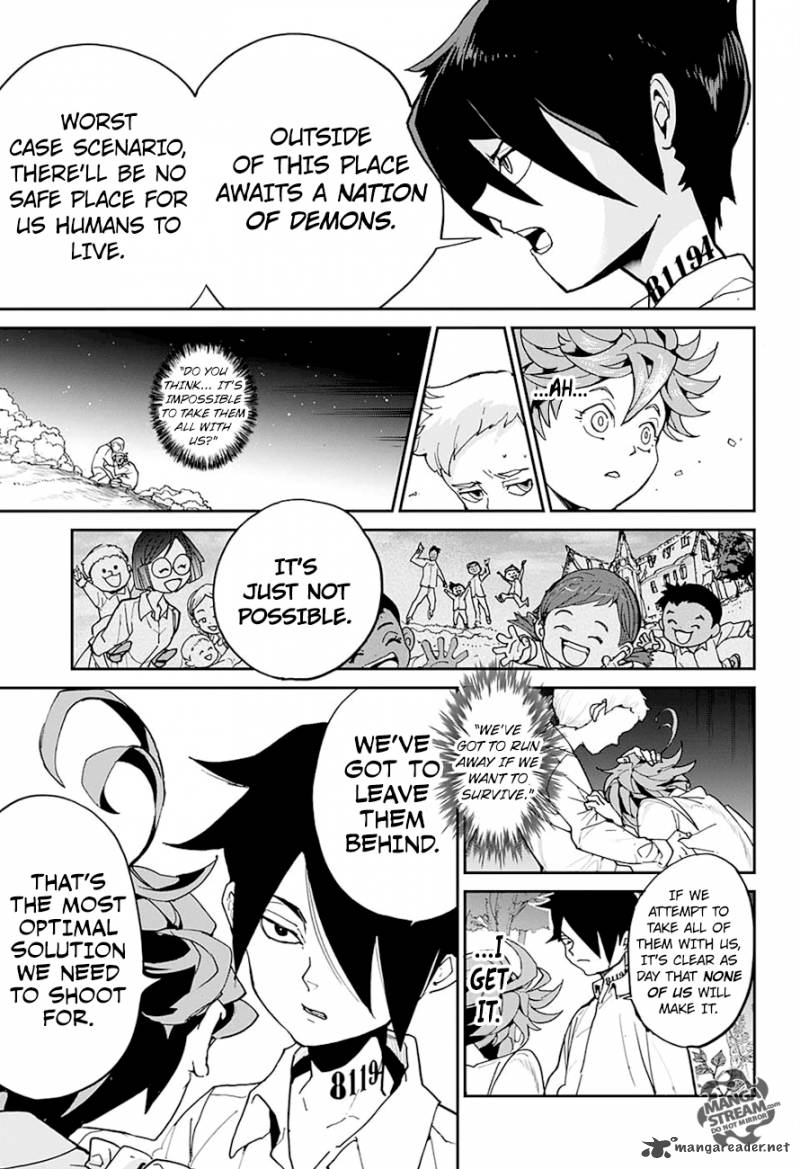 OUTSIDE
OF THIS PLACE
AWAITS A NATION
OF DEMONS.
WORST
CASE SCENARIO,
THERE'LL BE NO
SAFE PLACE FOR
US HUMANS TO
LIVE.
81194
...AH...
"DO YOU
THINK... IT'S
IMPOSSIBLE
TO TAKE THEM
ALL WITH
US?"
IT'S
JUST NOT
POSSIBLE.
"WE'VE
GOT TO RUN
AWAY IF WE
WANT TO
SURVIVE."
IF WE
ATTEMPT TO
TAKE ALL OF
THEM WITH US,
IT'S CLEAR AS
DAY THAT NONE
OF US WILL
MAKE IT.
...I
GET
IT.
WE'VE
GOT TO
LEAVE
THEM
BEHIND.
THAT'S
THE MOST
OPTIMAL
SOLUTION
WE NEED
TO SHOOT
FOR.
8119
MANGA
STREAM.com
DO NOT MIRROR!
mangareader.net